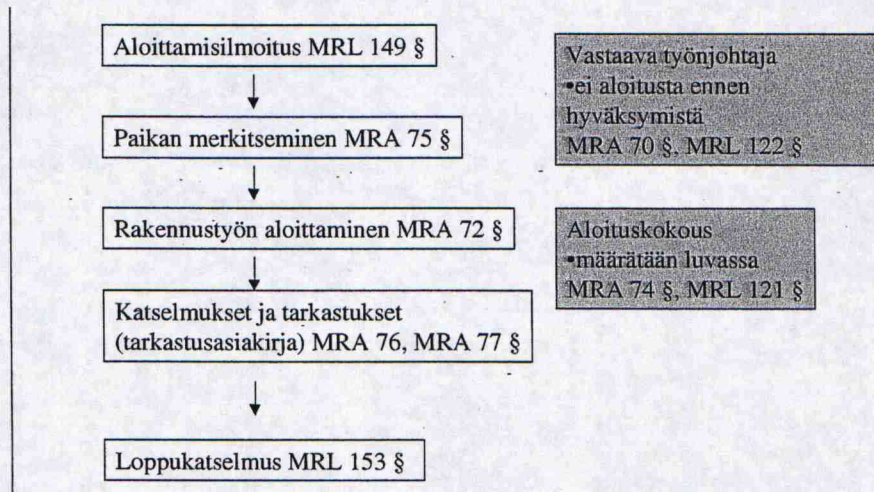 Aloittamisilmoitus MRL 149 §
Paikan merkitseminen MRA 75 §
Rakennustyön aloittaminen MRA 72 §
Katselmukset ja tarkastukset
(tarkastusasiakirja) MRA 76, MRA 77 §
Loppukatselmus MRL 153 §
Vastaava työnjohtaja
•ei aloitusta ennen
hyväksymistä
MRA 70 §, MRL 122 §
Aloituskokous
•määrätään luvassa
MRA 74 §, MRL 121 §